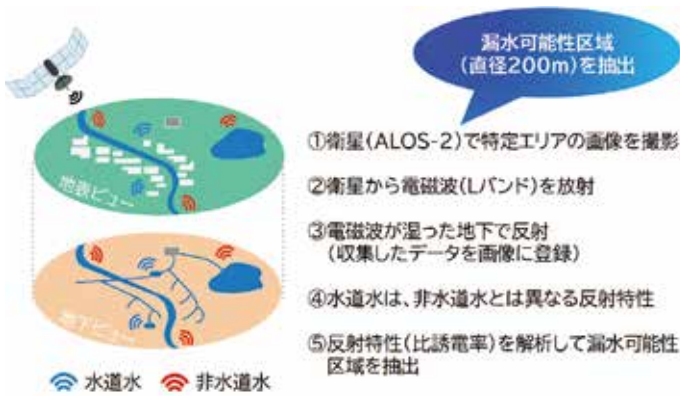 漏水可能性区域
(直径200m)を抽出
①衛星(ALOS-2)で特定エリアの画像を撮影
②衛星から電磁波(Lバンド)を放射
③電磁波が湿った地下で反射
(収集したデータを画像に登録)
④水道水は、非水道水とは異なる反射特性
⑤反射特性(比誘電率)を解析して漏水可能性
区域を抽出
地表ビュー
地下ビュー
水道水 非水道水